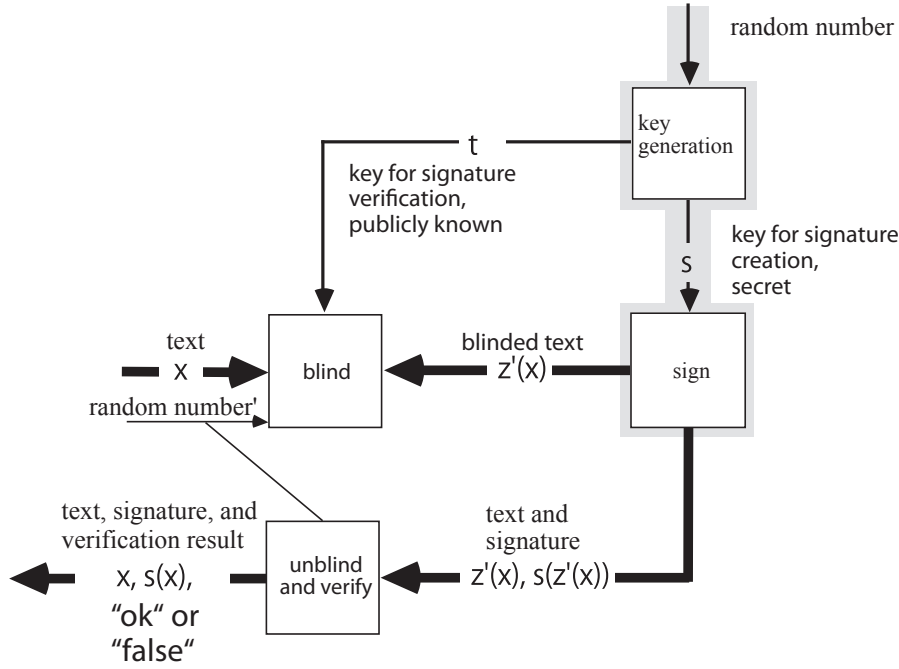 random number
key
generation
t
key for signature
verification,
publicly known
s
key for signature
creation,
secret
text
x
blind
blinded text
z'(x)
sign
random number'
text, signature, and
verification result
x, s(x),
“ok“ or
“false“
unblind
and verify
text and
signature
z'(x), s(z'(x))